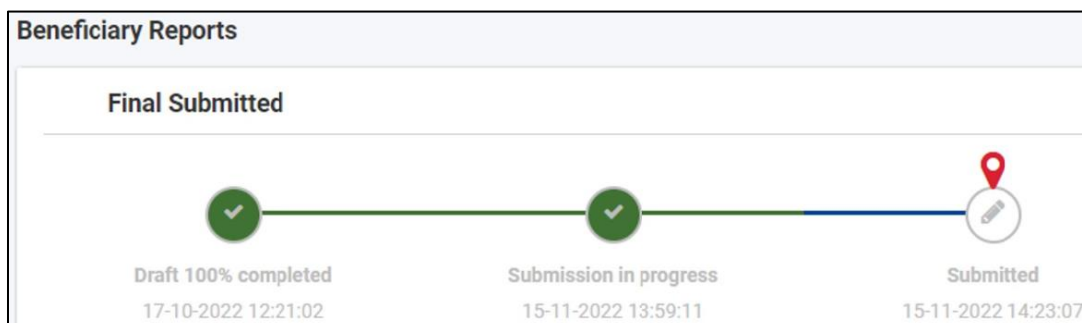 Beneficiary Reports
Final Submitted
Draft 100% completed
Submission in progress
Submitted
17-10-2022 12:21:02
15-11-2022 13:59:11
15-11-2022 14:23:07